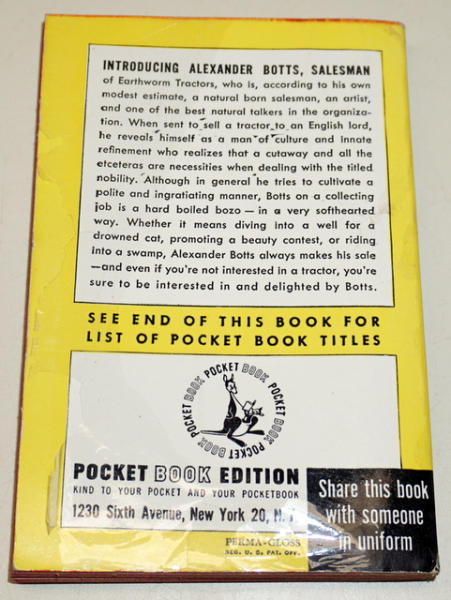 INTRODUCING ALEXANDER BOTTS, SALESMAN
of Earthworm Tractors, who is, according to his own
modest estimate, a natural born salesman, an artist,
and one of the best natural talkers in the organiza-
tion. When sent to sell a tractor to an English lord,
he reveals himself as a man of culture and innate
refinement who realizes that a cutaway and all the
etceteras are necessities when dealing with the titled
nobility. Although in general he tries to cultivate a
polite and ingratiating manner, Botts on a collecting
job is a hard boiled bozo — in a very softhearted
way. Whether it means diving into a well for a
drowned cat, promoting a beauty contest, or riding
into a swamp, Alexander Botts always makes his sale
—and even if you're not interested in a tractor, you're
sure to be interested in and delighted by Botts.
SEE END OF THIS BOOK FOR
LIST OF POCKET BOOK TITLES
POCKET BOOK POCKET BOOK POCKET BOOK POCKET BOOK
POCKET BOOK EDITION
KIND TO YOUR POCKET AND YOUR POCKETBOOK
1230 Sixth Avenue, New York 20, N. Y.
Share this book
with someone
in uniform
PERMA-GLOSS
REG. U. S. PAT. OFF.